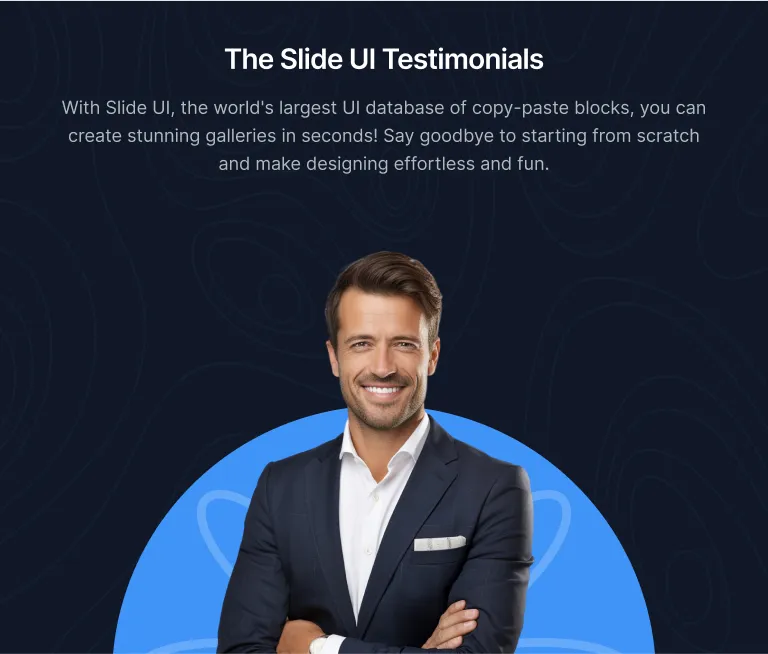 The Slide UI Testimonials
With Slide UI, the world's largest UI database of copy-paste blocks, you can
create stunning galleries in seconds! Say goodbye to starting from scratch
and make designing effortless and fun.